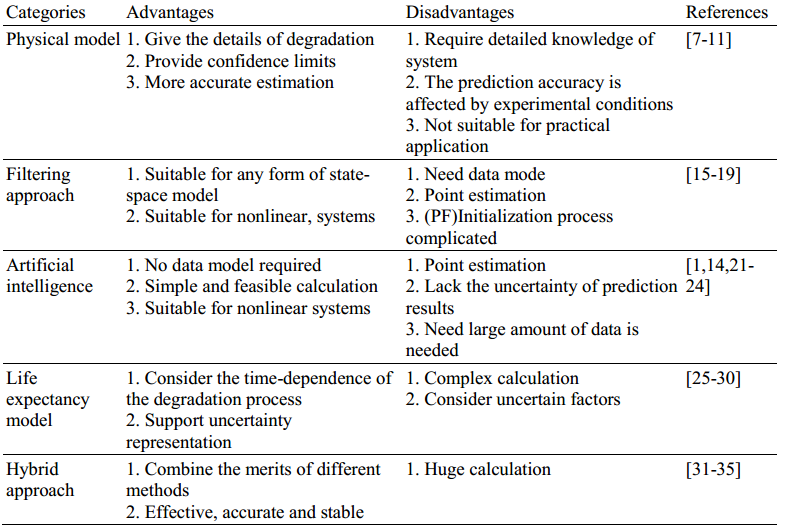 Categories Advantages Disadvantages References
Physical model 1. Give the details of degradation 1. Require detailed knowledge of [7-11]
2. Provide confidence limits system
3. More accurate estimation 2. The prediction accuracy is
affected by experimental conditions
3. Not suitable for practical
application
Filtering 1. Suitable for any form of state- 1. Need data mode [15-19]
approach space model 2. Point estimation
2. Suitable for nonlinear, systems 3. (PF)Initialization process
complicated
Artificial 1. No data model required 1. Point estimation [1,14,21-
intelligence 2. Simple and feasible calculation 2. Lack the uncertainty of prediction 24]
3. Suitable for nonlinear systems results
3. Need large amount of data is
needed
Life 1. Consider the time-dependence of 1. Complex calculation [25-30]
expectancy the degradation process 2. Consider uncertain factors
model 2. Support uncertainty
representation
Hybrid 1. Combine the merits of different 1. Huge calculation [31-35]
approach methods
2. Effective, accurate and stable